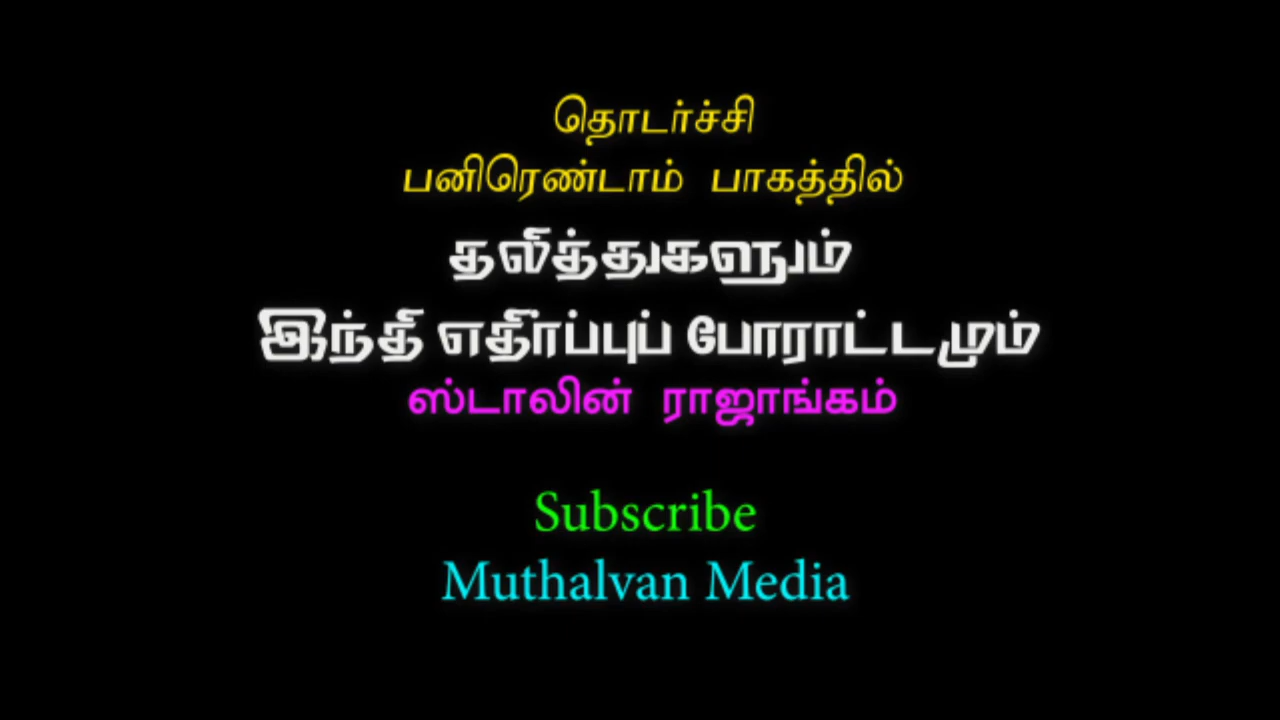 தொடர்ச்சி
பனிரெண்டாம் பாகத்தில்
தலித்துகளும்
இந்தி எதிர்ப்புப் போராட்டமும்
ஸ்டாலின் ராஜாங்கம்
Subscribe
Muthalvan Media